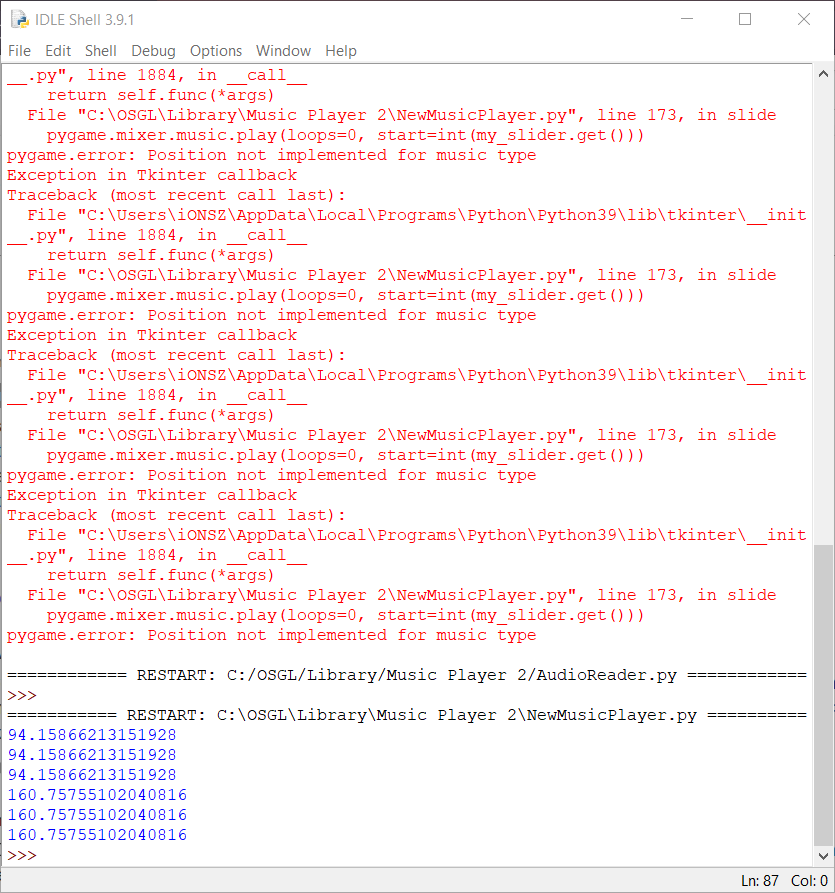 IDLE Shell 3.9.1
File Edit Shell Debug Options Window Help
__.py", line 1884, in __call__
    return self.func(*args)
  File "C:\OSGL\Library\Music Player 2\NewMusicPlayer.py", line 173, in slide
    pygame.mixer.music.play(loops=0, start=int(my_slider.get()))
pygame.error: Position not implemented for music type
Exception in Tkinter callback
Traceback (most recent call last):
  File "C:\Users\iONSZ\AppData\Local\Programs\Python\Python39\lib\tkinter\__init
__.py", line 1884, in __call__
    return self.func(*args)
  File "C:\OSGL\Library\Music Player 2\NewMusicPlayer.py", line 173, in slide
    pygame.mixer.music.play(loops=0, start=int(my_slider.get()))
pygame.error: Position not implemented for music type
Exception in Tkinter callback
Traceback (most recent call last):
  File "C:\Users\iONSZ\AppData\Local\Programs\Python\Python39\lib\tkinter\__init
__.py", line 1884, in __call__
    return self.func(*args)
  File "C:\OSGL\Library\Music Player 2\NewMusicPlayer.py", line 173, in slide
    pygame.mixer.music.play(loops=0, start=int(my_slider.get()))
pygame.error: Position not implemented for music type
Exception in Tkinter callback
Traceback (most recent call last):
  File "C:\Users\iONSZ\AppData\Local\Programs\Python\Python39\lib\tkinter\__init
__.py", line 1884, in __call__
    return self.func(*args)
  File "C:\OSGL\Library\Music Player 2\NewMusicPlayer.py", line 173, in slide
    pygame.mixer.music.play(loops=0, start=int(my_slider.get()))
pygame.error: Position not implemented for music type
============ RESTART: C:/OSGL/Library/Music Player 2/AudioReader.py ============
>>>
=========== RESTART: C:\OSGL\Library\Music Player 2\NewMusicPlayer.py ==========
94.15866213151928
94.15866213151928
94.15866213151928
160.75755102040816
160.75755102040816
160.75755102040816
>>>
Ln: 87 Col: 0